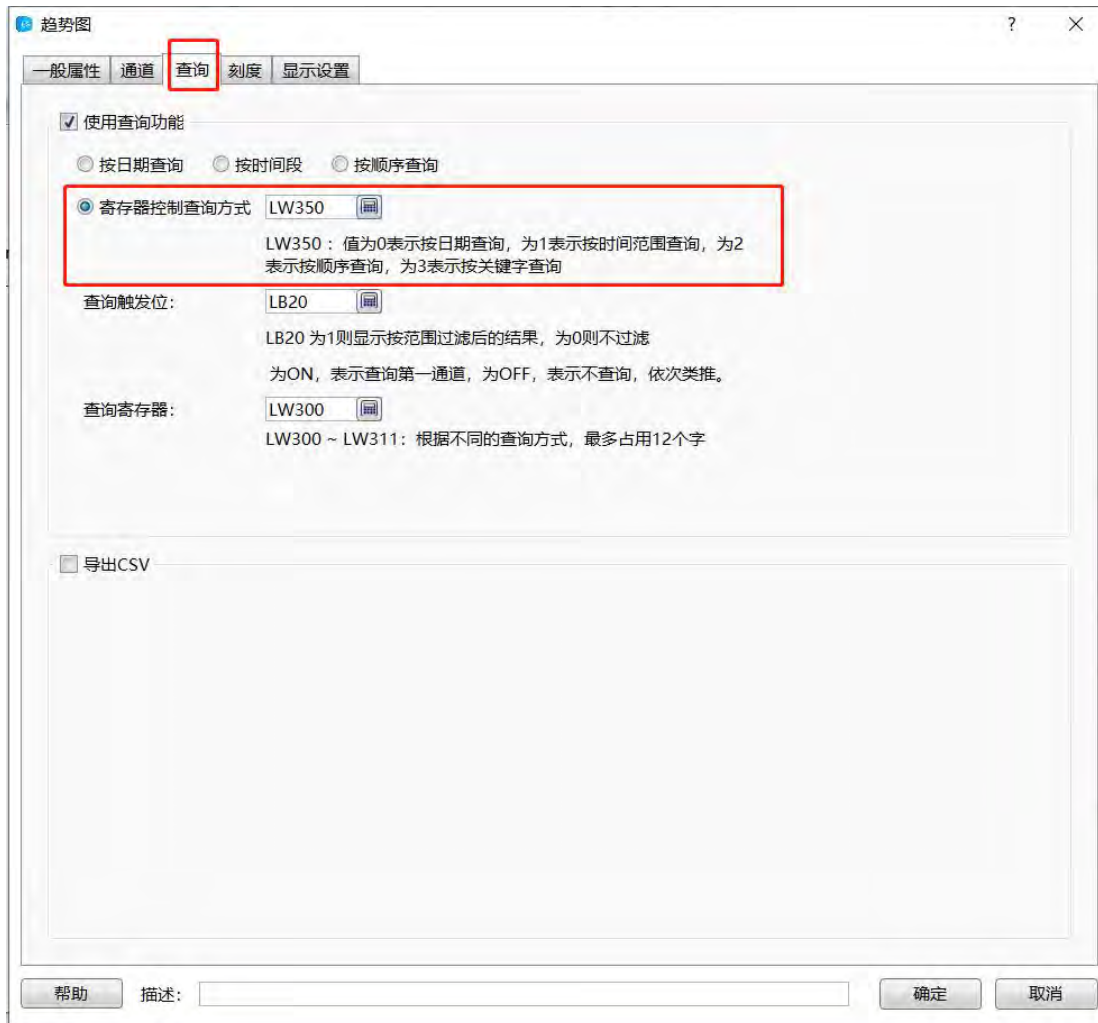 趋势图
?
一般属性 通道 查询 刻度 显示设置
使用查询功能
按日期查询 按时间段 按顺序查询
寄存器控制查询方式 LW350
LW350 : 值为0表示按日期查询, 为1表示按时间范围查询, 为2
表示按顺序查询, 为3表示按关键字查询
查询触发位: LB20
LB20 为1则显示按范围过滤后的结果, 为0则不过滤
为ON, 表示查询第一通道, 为OFF, 表示不查询, 依次类推。
查询寄存器: LW300
LW300 ~ LW311: 根据不同的查询方式, 最多占用12个字
导出CSV
帮助 描述: 确定 取消